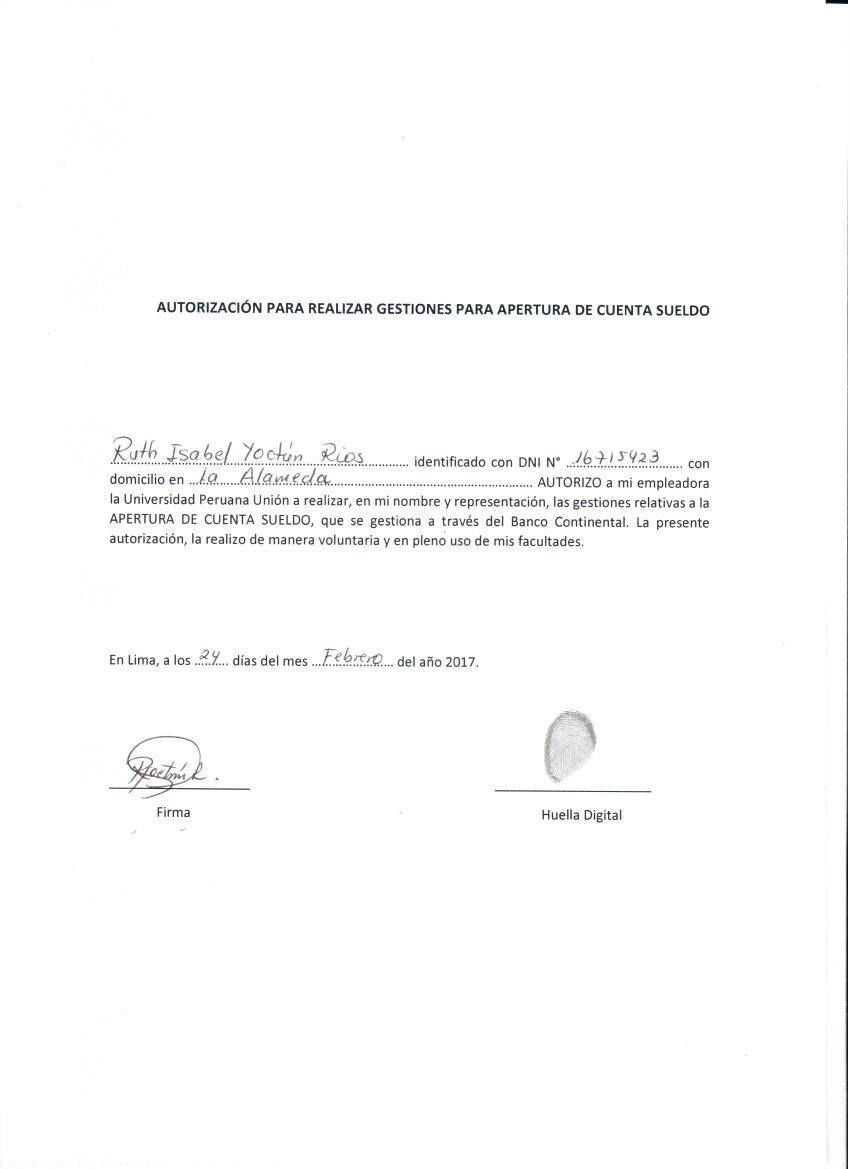 AUTORIZACIÓN PARA REALIZAR GESTIONES PARA APERTURA DE CUENTA SUELDO
Ruth Isabel Yoctún Rios identificado con DNI N° 16715423 con
domicilio en La Alameda AUTORIZO a mi empleadora
la Universidad Peruana Unión a realizar, en mi nombre y representación, las gestiones relativas a la
APERTURA DE CUENTA SUELDO, que se gestiona a través del Banco Continental. La presente
autorización, la realizo de manera voluntaria y en pleno uso de mis facultades.
En Lima, a los 24 días del mes Febrero del año 2017.
Firma
Huella Digital